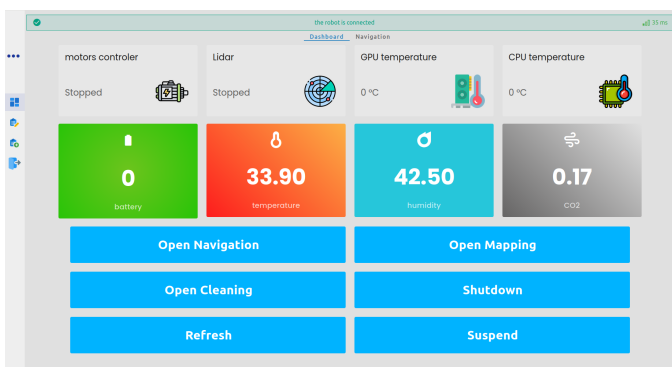 the robot is connected
35 ms
Dashboard Navigation
motors controler Lidar GPU temperature CPU temperature
Stopped Stopped 0 ºC 0 ºC
0 33.90 42.50 0.17
battery temperature humidity CO2
Open Navigation Open Mapping
Open Cleaning Shutdown
Refresh Suspend